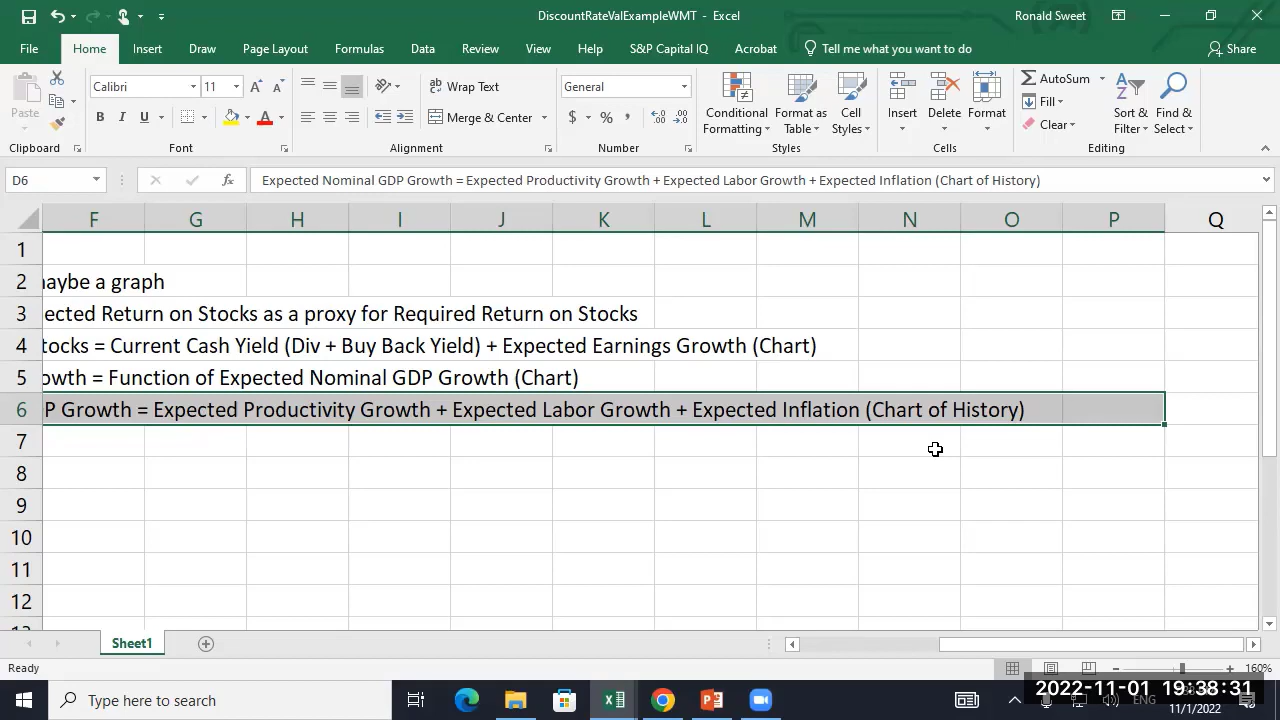 DiscountRateValExampleWMT - Excel
Ronald Sweet
File Home Insert Draw Page Layout Formulas Data Review View Help S&P Capital IQ Acrobat Tell me what you want to do Share
Paste
Clipboard
Calibri 11
B I U
Font
Wrap Text
Merge & Center
Alignment
General
$ % ,
Number
Conditional Formatting
Format as Table
Cell Styles
Styles
Insert Delete Format
Cells
AutoSum
Fill
Clear
Sort & Filter
Find & Select
Editing
D6 fx Expected Nominal GDP Growth = Expected Productivity Growth + Expected Labor Growth + Expected Inflation (Chart of History)
F G H I J K L M N O P Q
1
2 naybe a graph
3 ected Return on Stocks as a proxy for Required Return on Stocks
4 tocks = Current Cash Yield (Div + Buy Back Yield) + Expected Earnings Growth (Chart)
5 owth = Function of Expected Nominal GDP Growth (Chart)
6 P Growth = Expected Productivity Growth + Expected Labor Growth + Expected Inflation (Chart of History)
7
8
9
10
11
12
Sheet1
Ready
160%
Type here to search
2022-11-01 19:38:31
ENG
11/1/2022